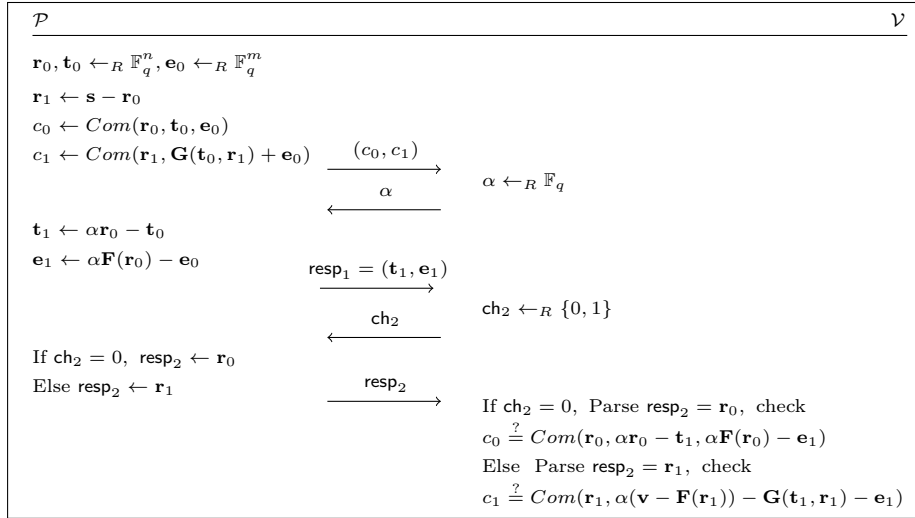 𝒫 𝒱
r₀, t₀ ←_R 𝔽_q^n, e₀ ←_R 𝔽_q^m
r₁ ← s − r₀
c₀ ← Com(r₀, t₀, e₀)
c₁ ← Com(r₁, G(t₀, r₁) + e₀)
(c₀, c₁)
α ←_R 𝔽_q
α
t₁ ← αr₀ − t₀
e₁ ← αF(r₀) − e₀
resp₁ = (t₁, e₁)
ch₂ ←_R {0, 1}
ch₂
If ch₂ = 0, resp₂ ← r₀
Else resp₂ ← r₁
resp₂
If ch₂ = 0, Parse resp₂ = r₀, check
c₀ ≟ Com(r₀, αr₀ − t₁, αF(r₀) − e₁)
Else Parse resp₂ = r₁, check
c₁ ≟ Com(r₁, α(v − F(r₁)) − G(t₁, r₁) − e₁)